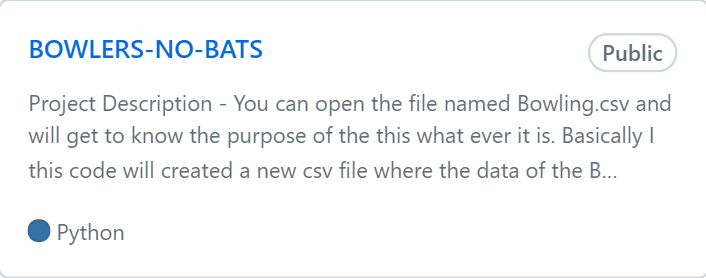 BOWLERS-NO-BATS
Public
Project Description - You can open the file named Bowling.csv and
will get to know the purpose of the this what ever it is. Basically I
this code will created a new csv file where the data of the B...
Python